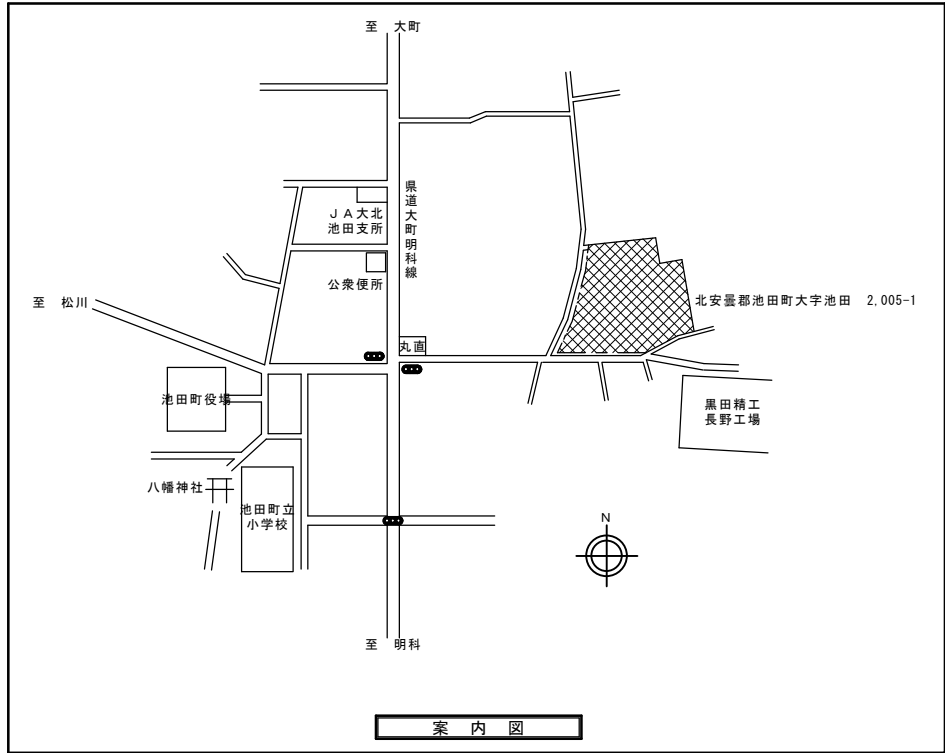 至 大町
県道大町明科線
ＪＡ大北
池田支所
公衆便所
至 松川
北安曇郡池田町大字池田 2,005-1
丸直
池田町役場
黒田精工
長野工場
八幡神社
池田町立
小学校
N
至 明科
案 内 図